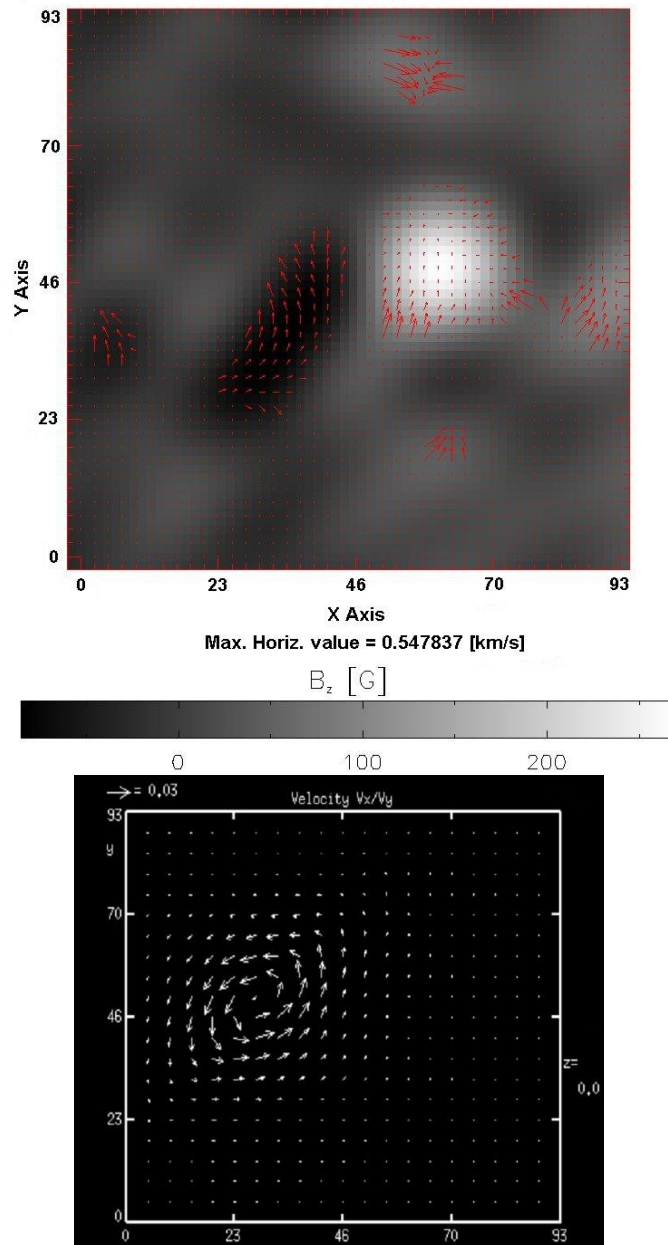 93
70
46
23
0
Y Axis
0 23 46 70 93
X Axis
Max. Horiz. value = 0.547837 [km/s]
Bz [G]
0 100 200
= 0.03 Velocity Vx/Vy
93
y
70
46
z=
0.0
23
0
0 23 46 70 93